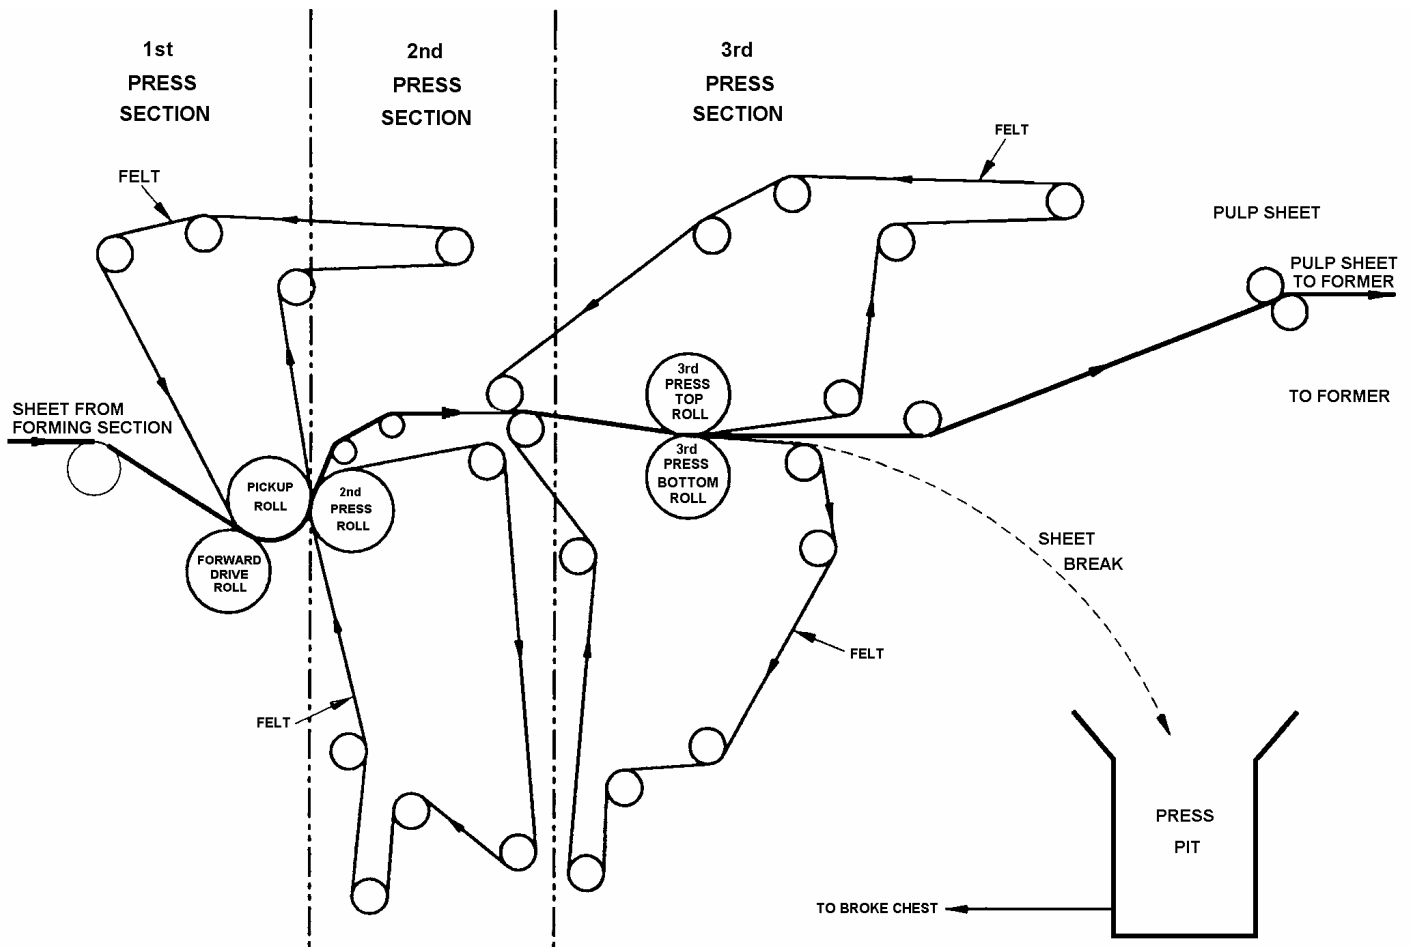 1st
PRESS
SECTION
2nd
PRESS
SECTION
3rd
PRESS
SECTION
FELT
FELT
PULP SHEET
PULP SHEET
TO FORMER
TO FORMER
SHEET FROM
FORMING SECTION
PICKUP
ROLL
2nd
PRESS
ROLL
FORWARD
DRIVE
ROLL
3rd
PRESS
TOP
ROLL
3rd
PRESS
BOTTOM
ROLL
SHEET
BREAK
FELT
FELT
PRESS
PIT
TO BROKE CHEST